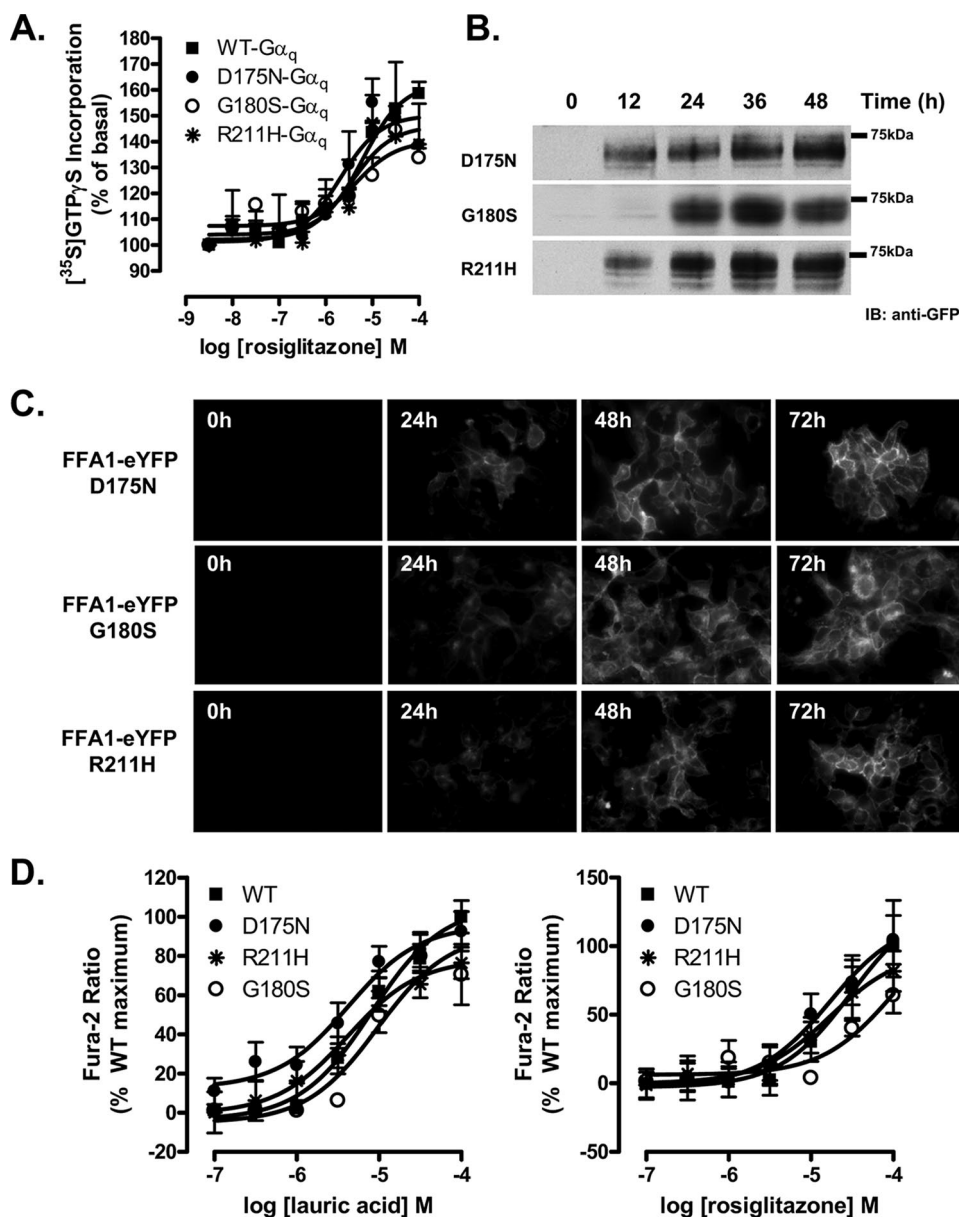 A.
[³⁵S]GTPγS Incorporation
(% of basal)
180
170
160
150
140
130
120
110
100
90
WT-Gαq
D175N-Gαq
G180S-Gαq
R211H-Gαq
-9 -8 -7 -6 -5 -4
log [rosiglitazone] M
B.
0 12 24 36 48 Time (h)
D175N
75kDa
G180S
75kDa
R211H
75kDa
IB: anti-GFP
C.
FFA1-eYFP
D175N
0h 24h 48h 72h
FFA1-eYFP
G180S
0h 24h 48h 72h
FFA1-eYFP
R211H
0h 24h 48h 72h
D.
Fura-2 Ratio
(% WT maximum)
120
100
80
60
40
20
0
-20
WT
D175N
R211H
G180S
-7 -6 -5 -4
log [lauric acid] M
Fura-2 Ratio
(% WT maximum)
150
100
50
0
-50
WT
D175N
R211H
G180S
-7 -6 -5 -4
log [rosiglitazone] M